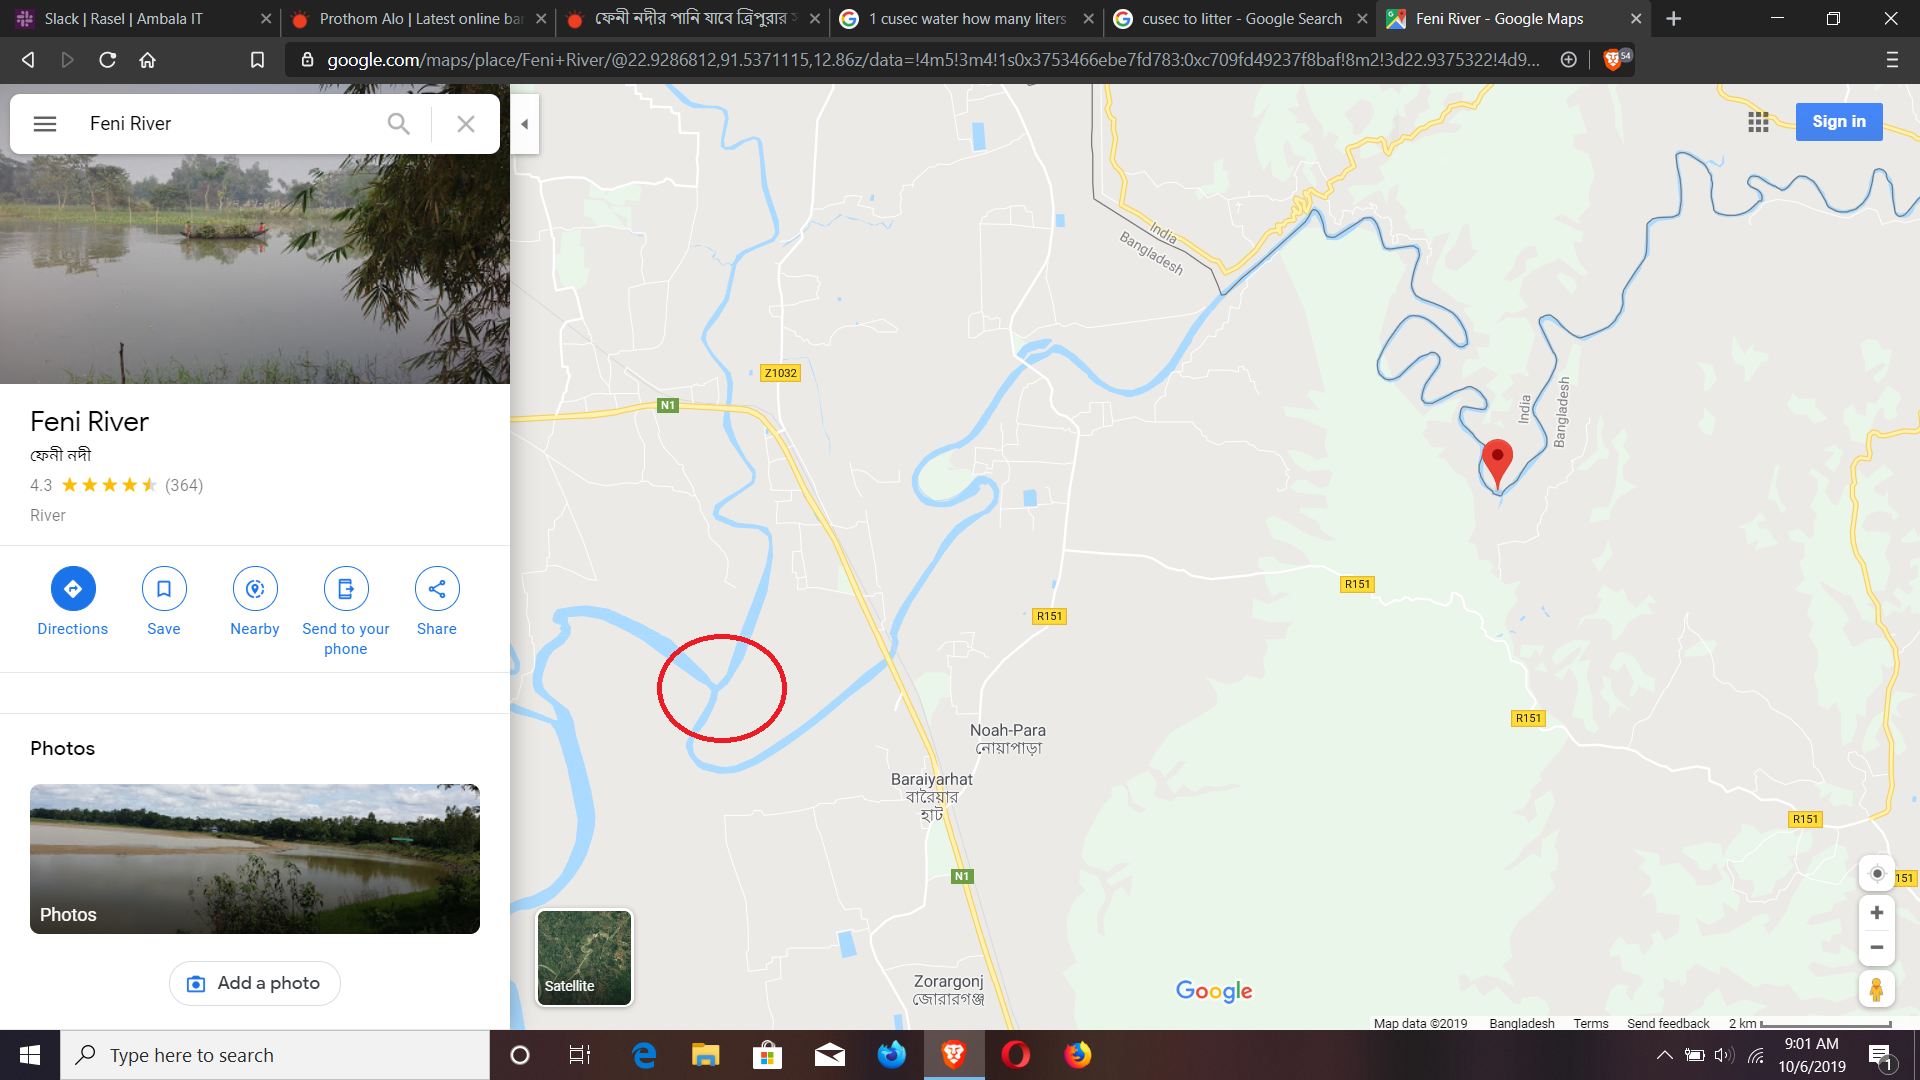 Slack | Rasel | Ambala IT
Prothom Alo | Latest online ba
ফেনী নদীর পানি যাবে ত্রিপুরার
1 cusec water how many liters
cusec to litter - Google Search
Feni River - Google Maps
google.com/maps/place/Feni+River/@22.9286812,91.5371115,12.86z/data=!4m5!3m4!1s0x3753466ebe7fd783:0xc709fd49237f8baf!8m2!3d22.9375322!4d9...
54
Feni River
Sign in
India
Bangladesh
Z1032
N1
Feni River
ফেনী নদী
4.3 (364)
River
India
Bangladesh
R151
R151
Directions
Save
Nearby
Send to your
phone
Share
R151
Noah-Para
নোয়াপাড়া
Photos
Baraiyarhat
বারৈয়ার
হাট
R151
N1
151
Photos
Satellite
Zorargonj
জোরারগঞ্জ
Add a photo
Google
Map data ©2019 Bangladesh Terms Send feedback 2 km
Type here to search
9:01 AM
10/6/2019
1